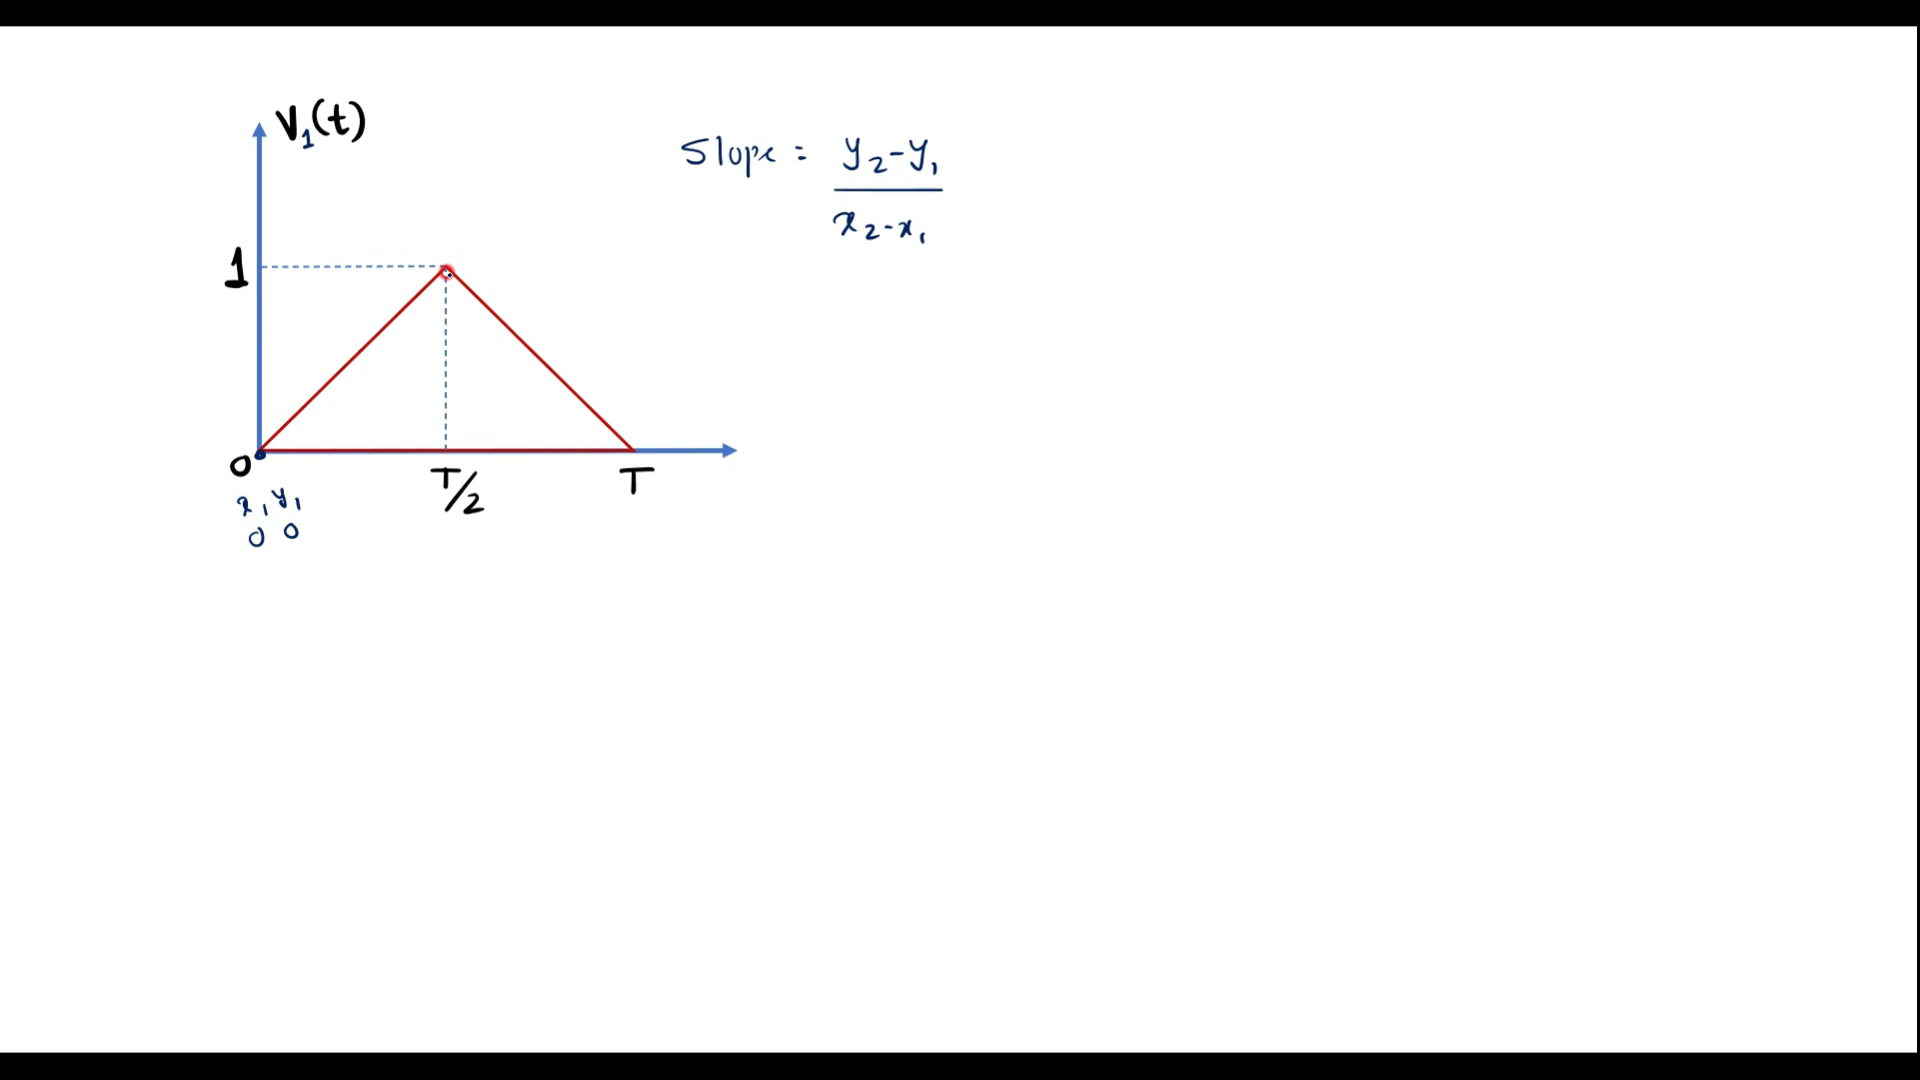 V₁(t)
Slope = y₂-y₁
x₂-x₁
1
0
T/2
T
x₁ y₁
0 0